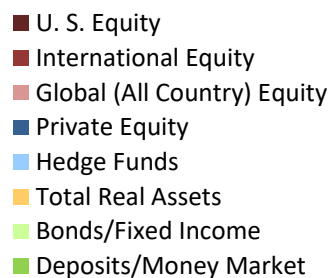 U. S. Equity
International Equity
Global (All Country) Equity
Private Equity
Hedge Funds
Total Real Assets
Bonds/Fixed Income
Deposits/Money Market